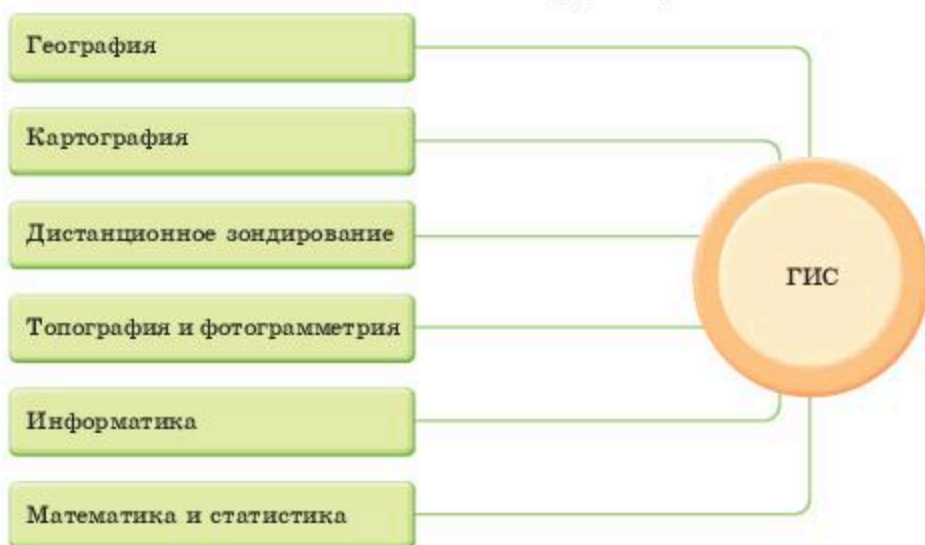 География
Картография
Дистанционное зондирование
Топография и фотограмметрия
Информатика
Математика и статистика
ГИС